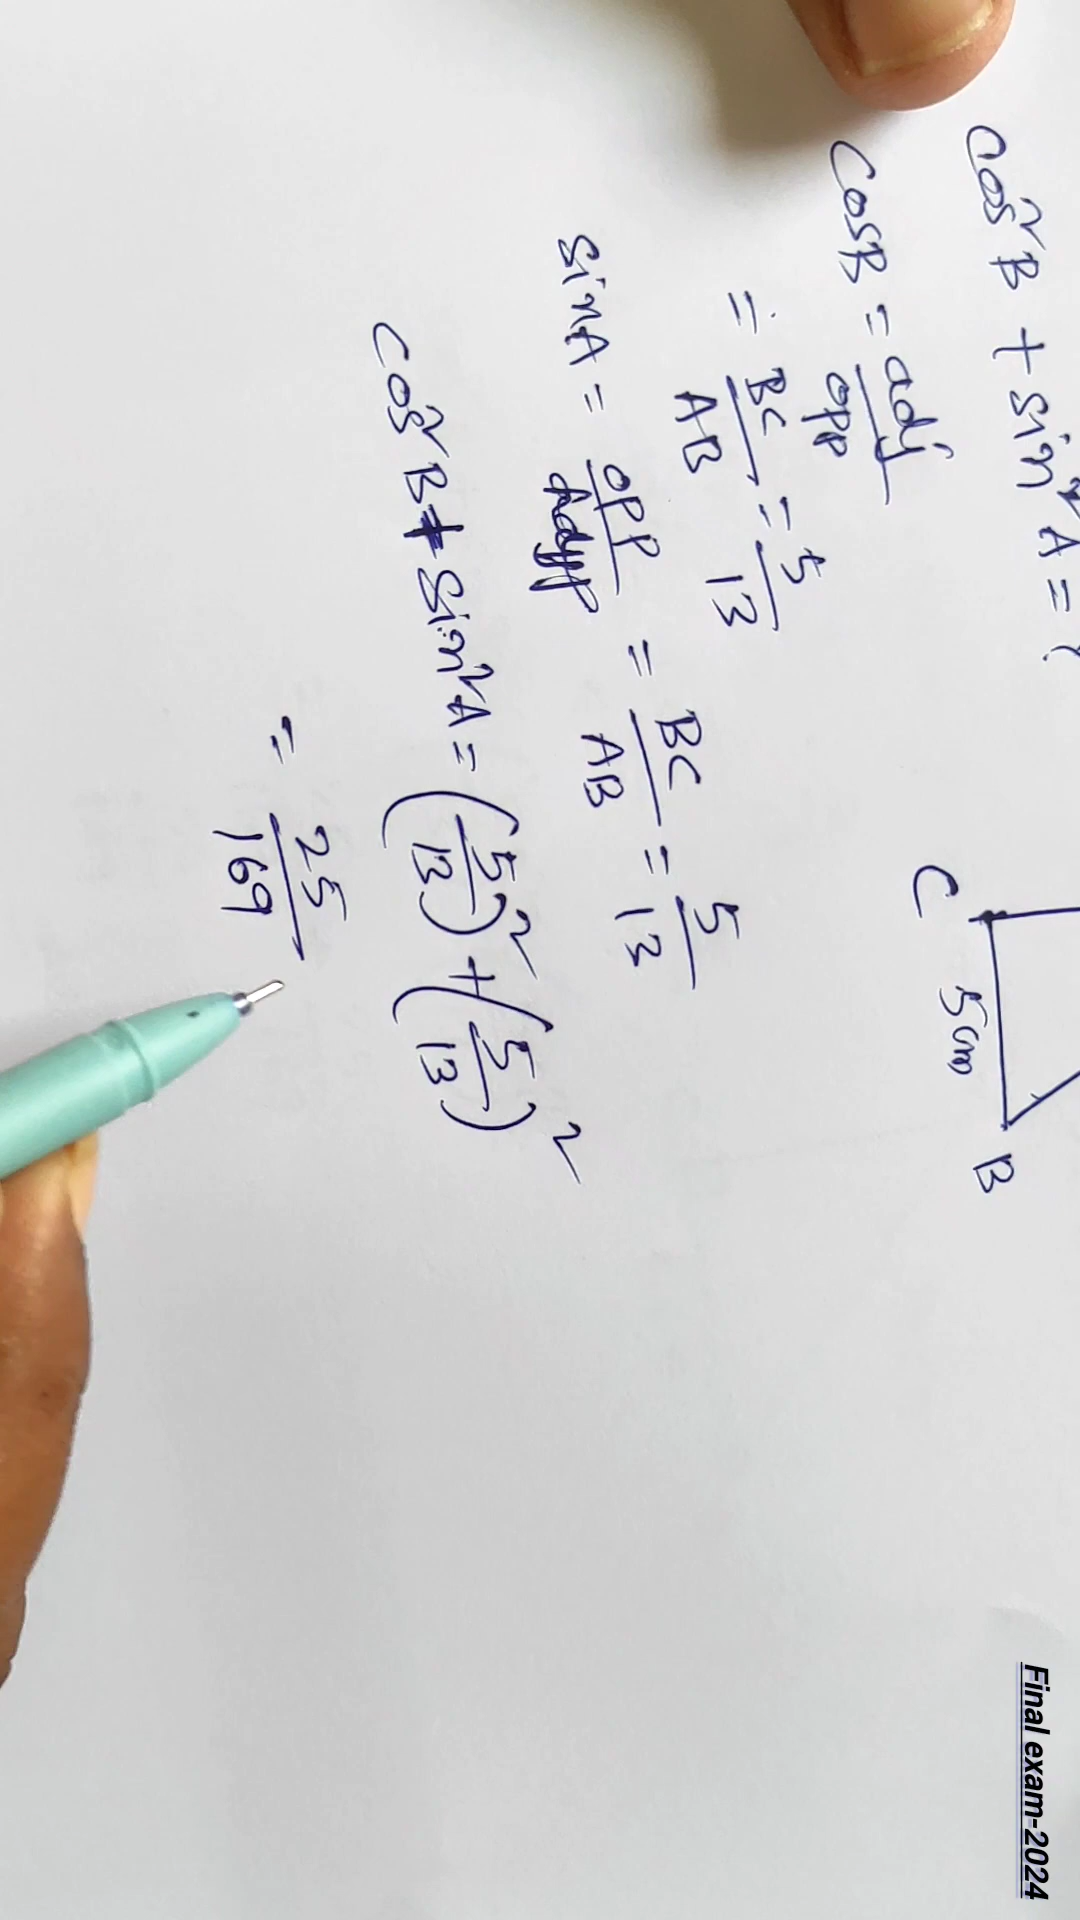 cos²B + sin²A = ?
C 5cm B
cosB = adj/opp
= BC/AB = 5/13
sinA = opp/hyp = BC/AB = 5/13
cos²B + sin²A = (5/13)² + (5/13)²
= 25/169
Final exam-2024